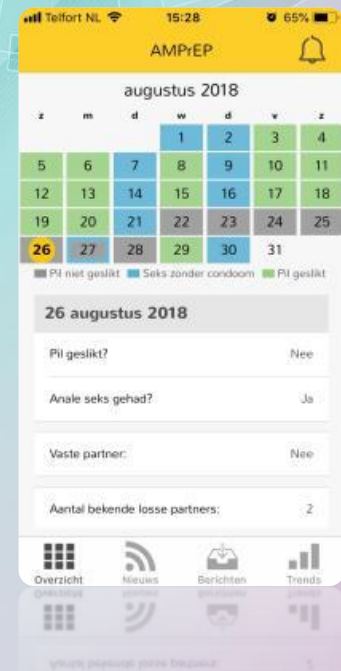 Telfort NL 15:28 65%
AMPrEP
augustus 2018
z m d w d v z
1 2 3 4
5 6 7 8 9 10 11
12 13 14 15 16 17 18
19 20 21 22 23 24 25
26 27 28 29 30 31
Pil niet geslikt Seks zonder condoom Pil geslikt
26 augustus 2018
Pil geslikt? Nee
Anale seks gehad? Ja
Vaste partner: Nee
Aantal bekende losse partners: 2
Overzicht Nieuws Berichten Trends